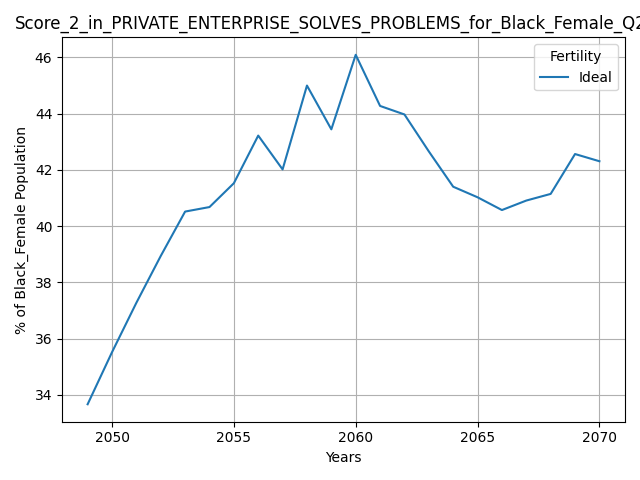 Score_2_in_PRIVATE_ENTERPRISE_SOLVES_PROBLEMS_for_Black_Female_Q2
Fertility
Ideal
% of Black_Female Population
46
44
42
40
38
36
34
2050 2055 2060 2065 2070
Years